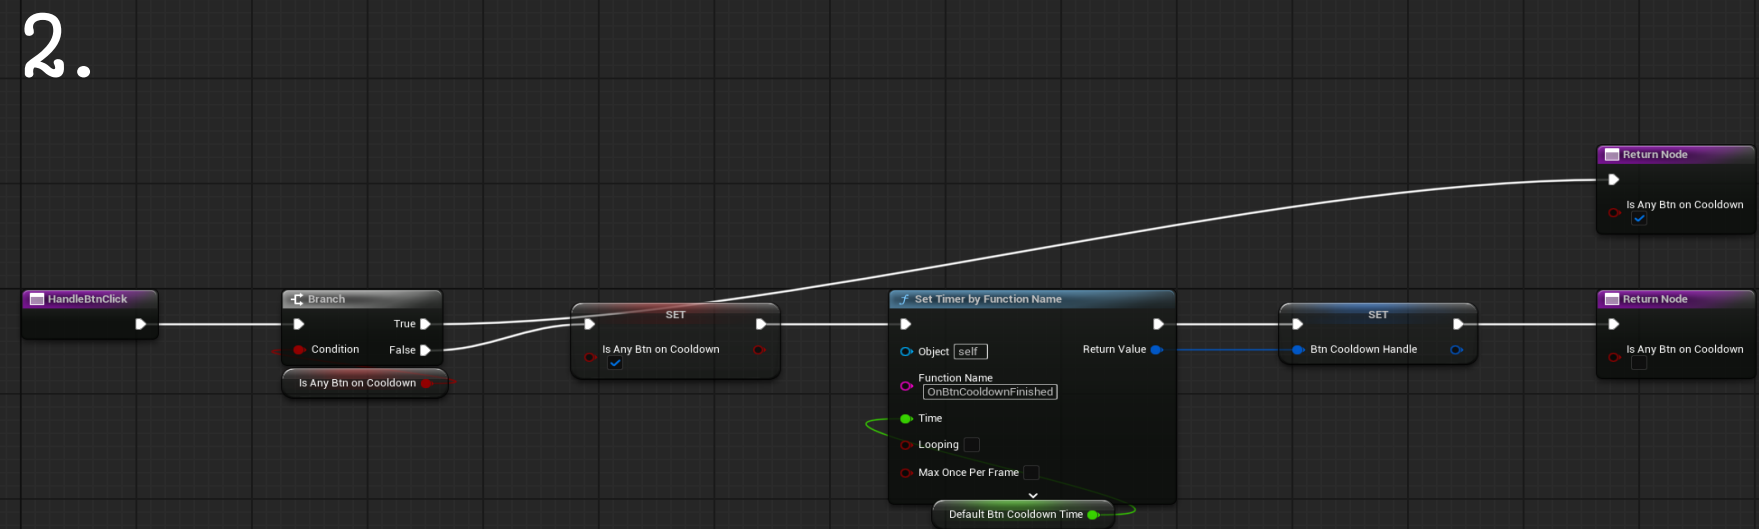 2.
Return Node
Is Any Btn on Cooldown
HandleBtnClick
Branch
True
Condition
False
Is Any Btn on Cooldown
SET
Is Any Btn on Cooldown
f Set Timer by Function Name
Object self
Return Value
Function Name
OnBtnCooldownFinished
Time
Looping
Max Once Per Frame
Default Btn Cooldown Time
SET
Btn Cooldown Handle
Return Node
Is Any Btn on Cooldown